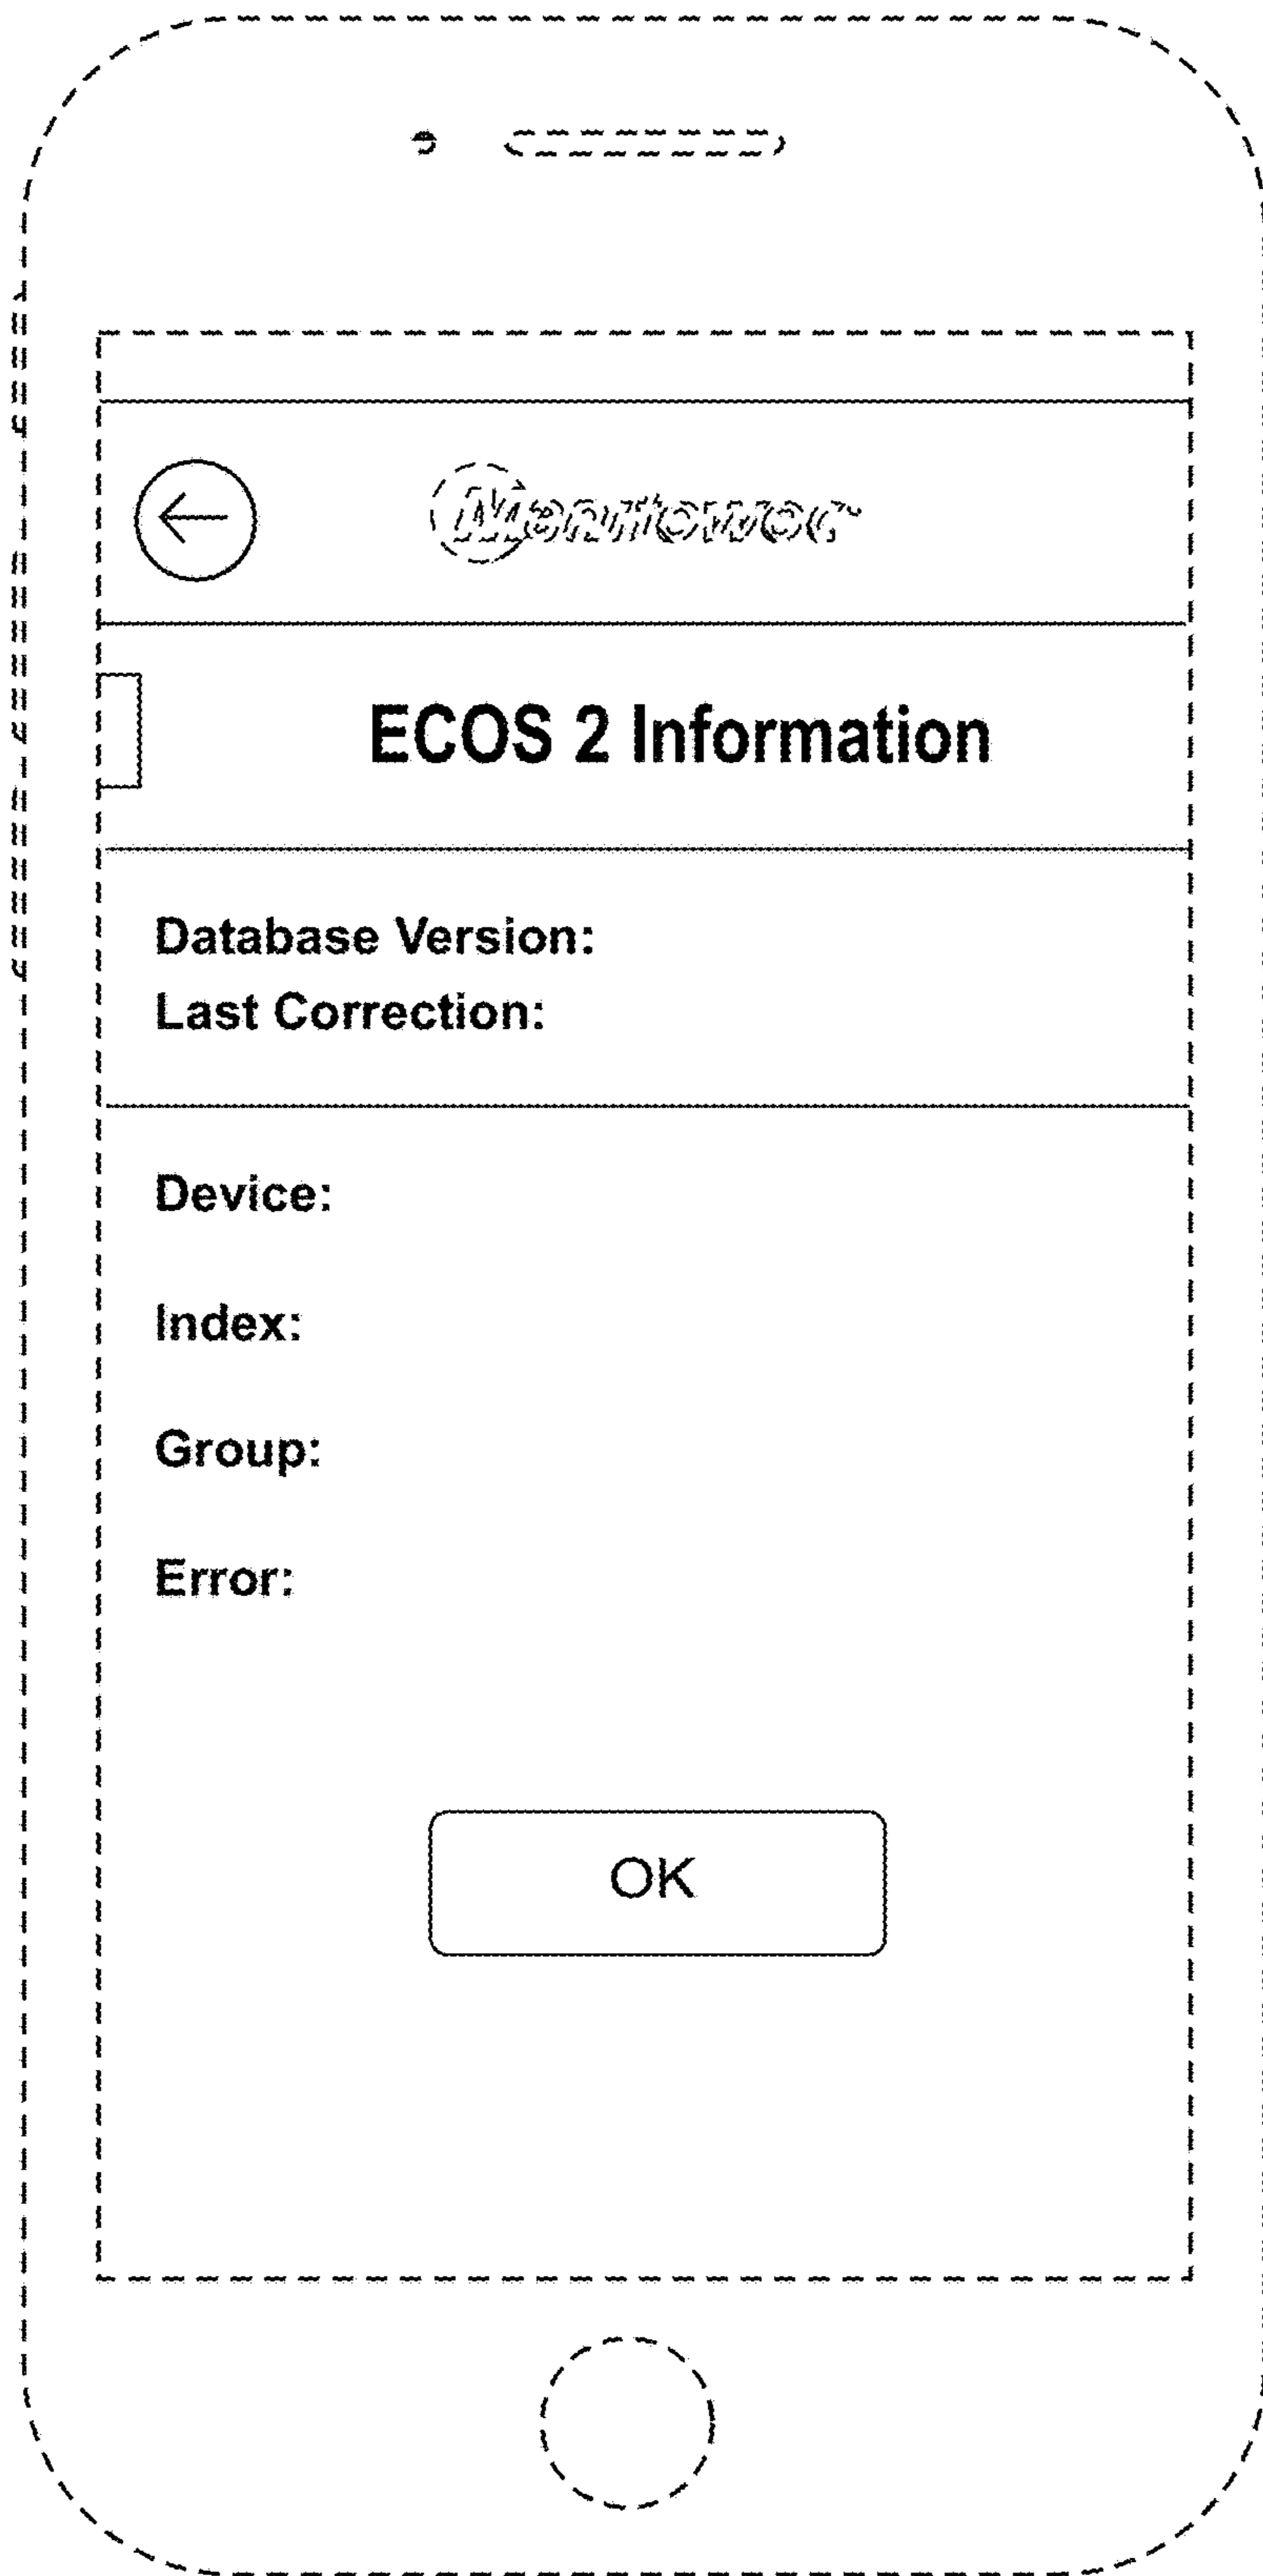 Manitowoc
ECOS 2 Information
Database Version:
Last Correction:
Device:
Index:
Group:
Error:
OK